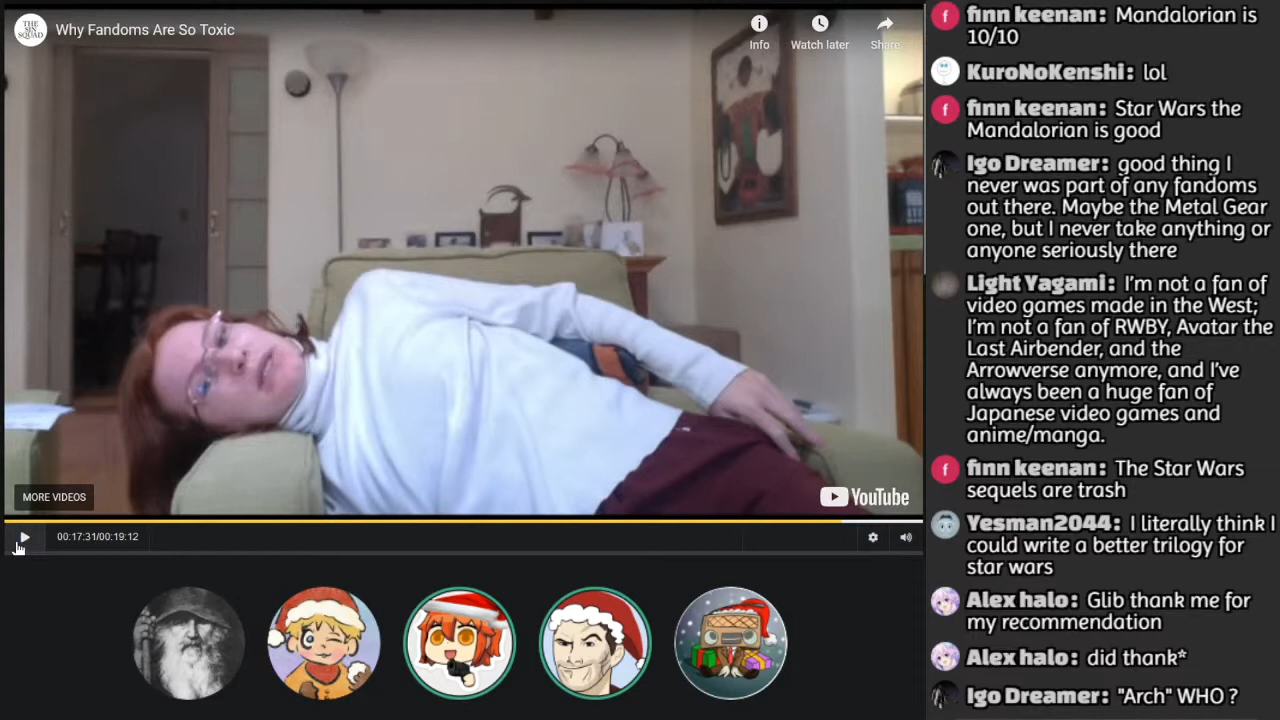 THE
SIN
SQUAD
Why Fandoms Are So Toxic
Info
Watch later
Share
MORE VIDEOS
YouTube
00:17:31/00:19:12
f finn keenan: Mandalorian is
10/10
KuroNoKenshi: lol
f finn keenan: Star Wars the
Mandalorian is good
Igo Dreamer: good thing I
never was part of any fandoms
out there. Maybe the Metal Gear
one, but I never take anything or
anyone seriously there
Light Yagami: I'm not a fan of
video games made in the West;
I'm not a fan of RWBY, Avatar the
Last Airbender, and the
Arrowverse anymore, and I've
always been a huge fan of
Japanese video games and
anime/manga.
f finn keenan: The Star Wars
sequels are trash
Yesman2044: I literally think I
could write a better trilogy for
star wars
Alex halo: Glib thank me for
my recommendation
Alex halo: did thank*
Igo Dreamer: "Arch" WHO ?